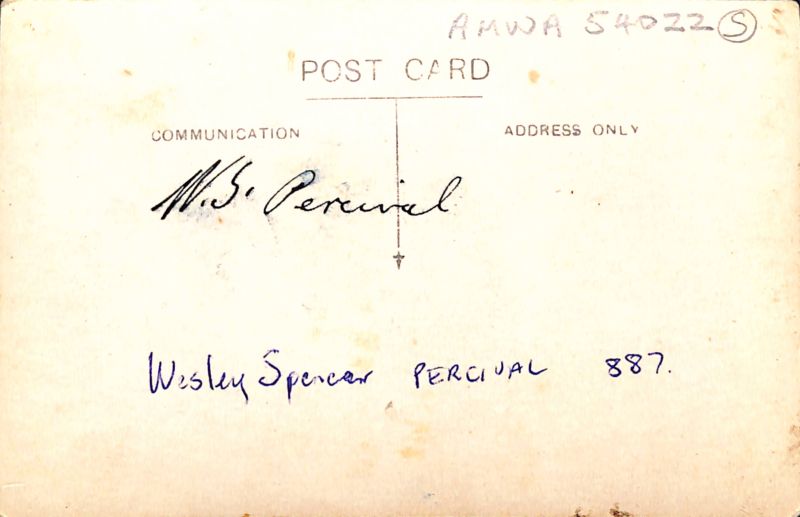 AMWA 54022 S
POST CARD
COMMUNICATION
ADDRESS ONLY
W.S. Percival
Wesley Spencer PERCIVAL 887.